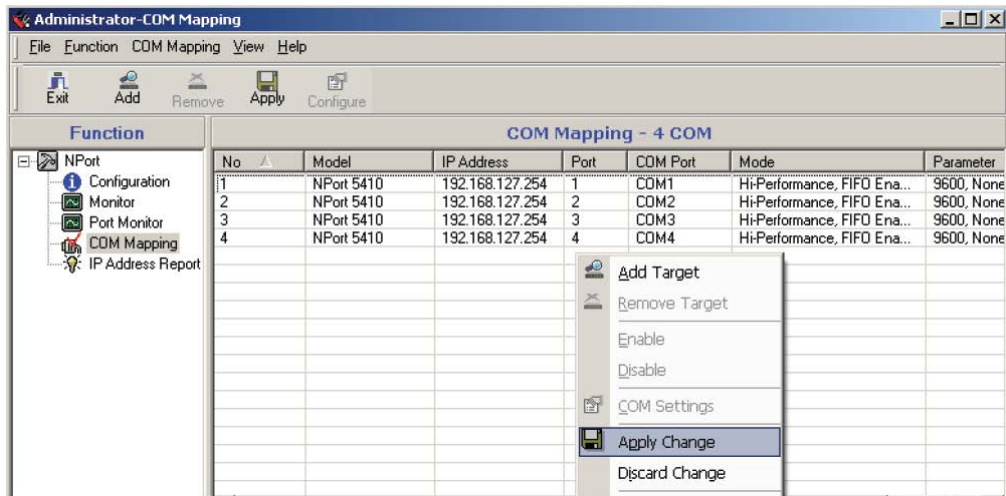 Administrator-COM Mapping
File Function COM Mapping View Help
Exit Add Remove Apply Configure
Function
COM Mapping - 4 COM
NPort
Configuration
Monitor
Port Monitor
COM Mapping
IP Address Report
No Model IP Address Port COM Port Mode Parameter
1 NPort 5410 192.168.127.254 1 COM1 Hi-Performance, FIFO Ena... 9600, None
2 NPort 5410 192.168.127.254 2 COM2 Hi-Performance, FIFO Ena... 9600, None
3 NPort 5410 192.168.127.254 3 COM3 Hi-Performance, FIFO Ena... 9600, None
4 NPort 5410 192.168.127.254 4 COM4 Hi-Performance, FIFO Ena... 9600, None
Add Target
Remove Target
Enable
Disable
COM Settings
Apply Change
Discard Change